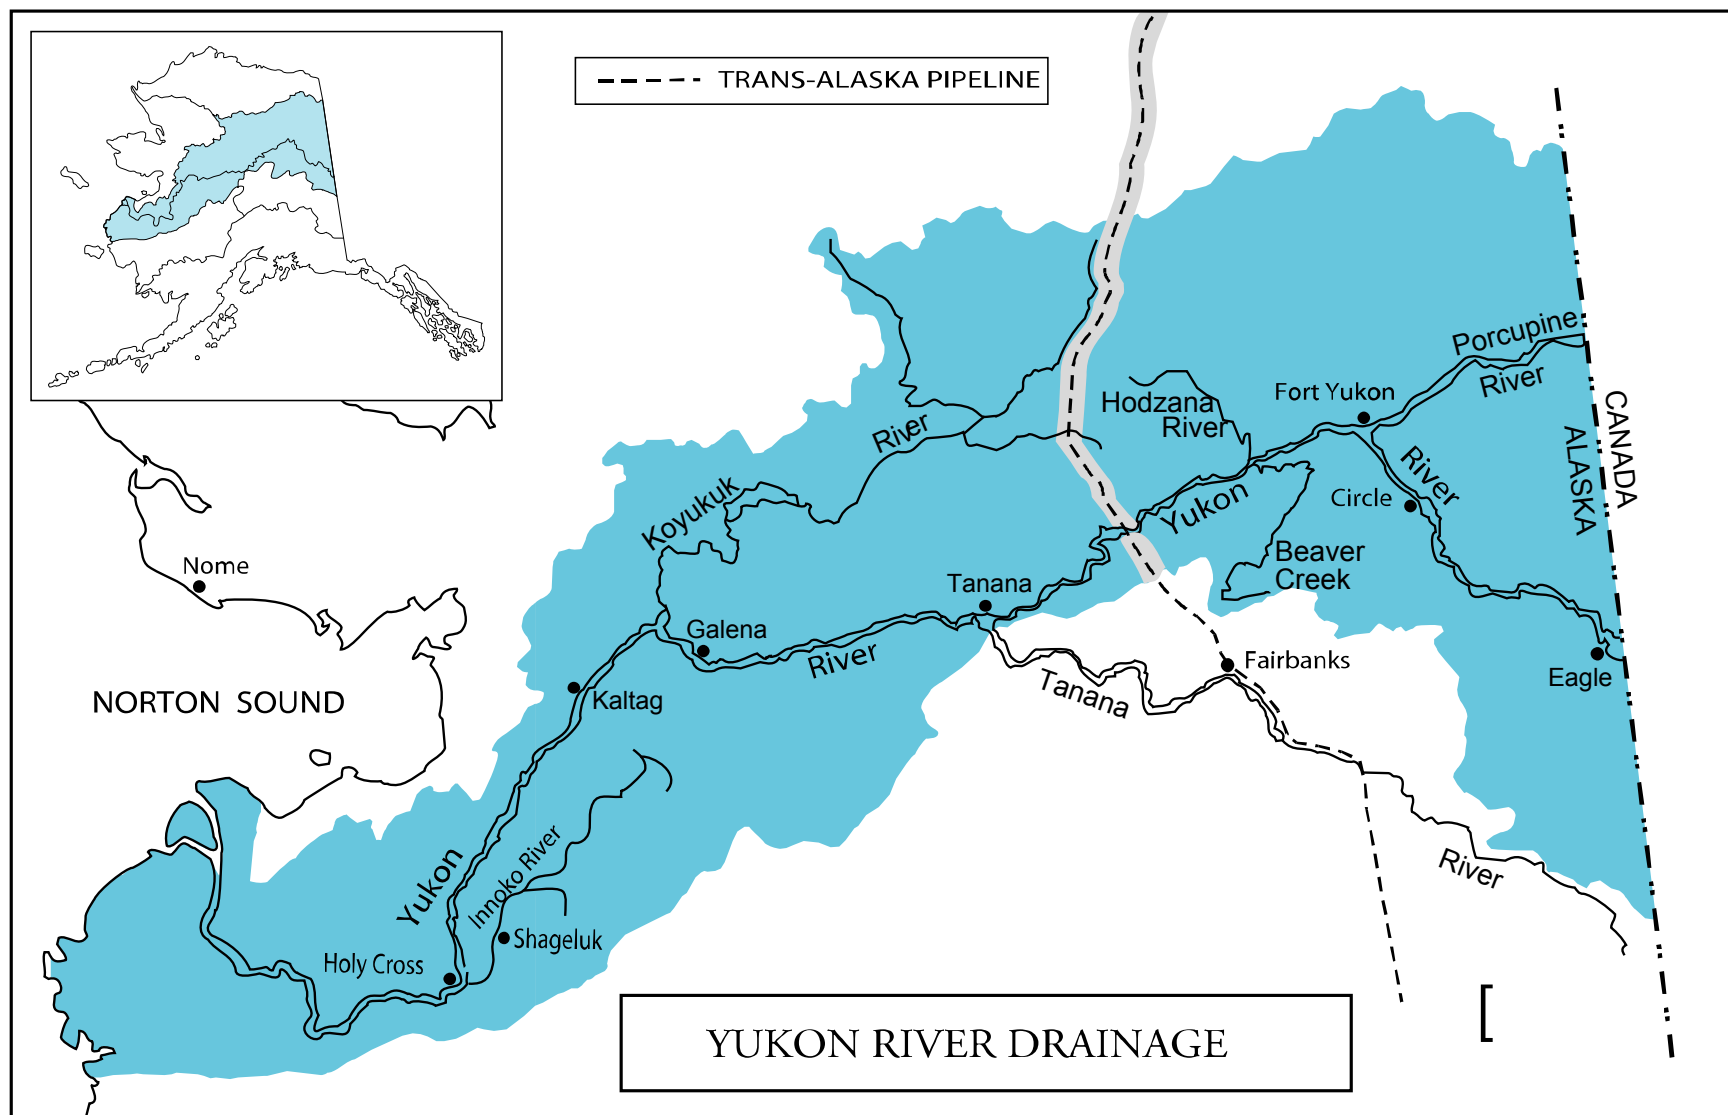 TRANS-ALASKA PIPELINE
Porcupine
River
Fort Yukon
Hodzana
River
CANADA
ALASKA
River
Koyukuk
River
Yukon
Circle
Beaver
Creek
Nome
Tanana
Galena
River
Fairbanks
Tanana
Eagle
Kaltag
NORTON SOUND
River
Yukon
Innoko River
Shageluk
Holy Cross
[
YUKON RIVER DRAINAGE